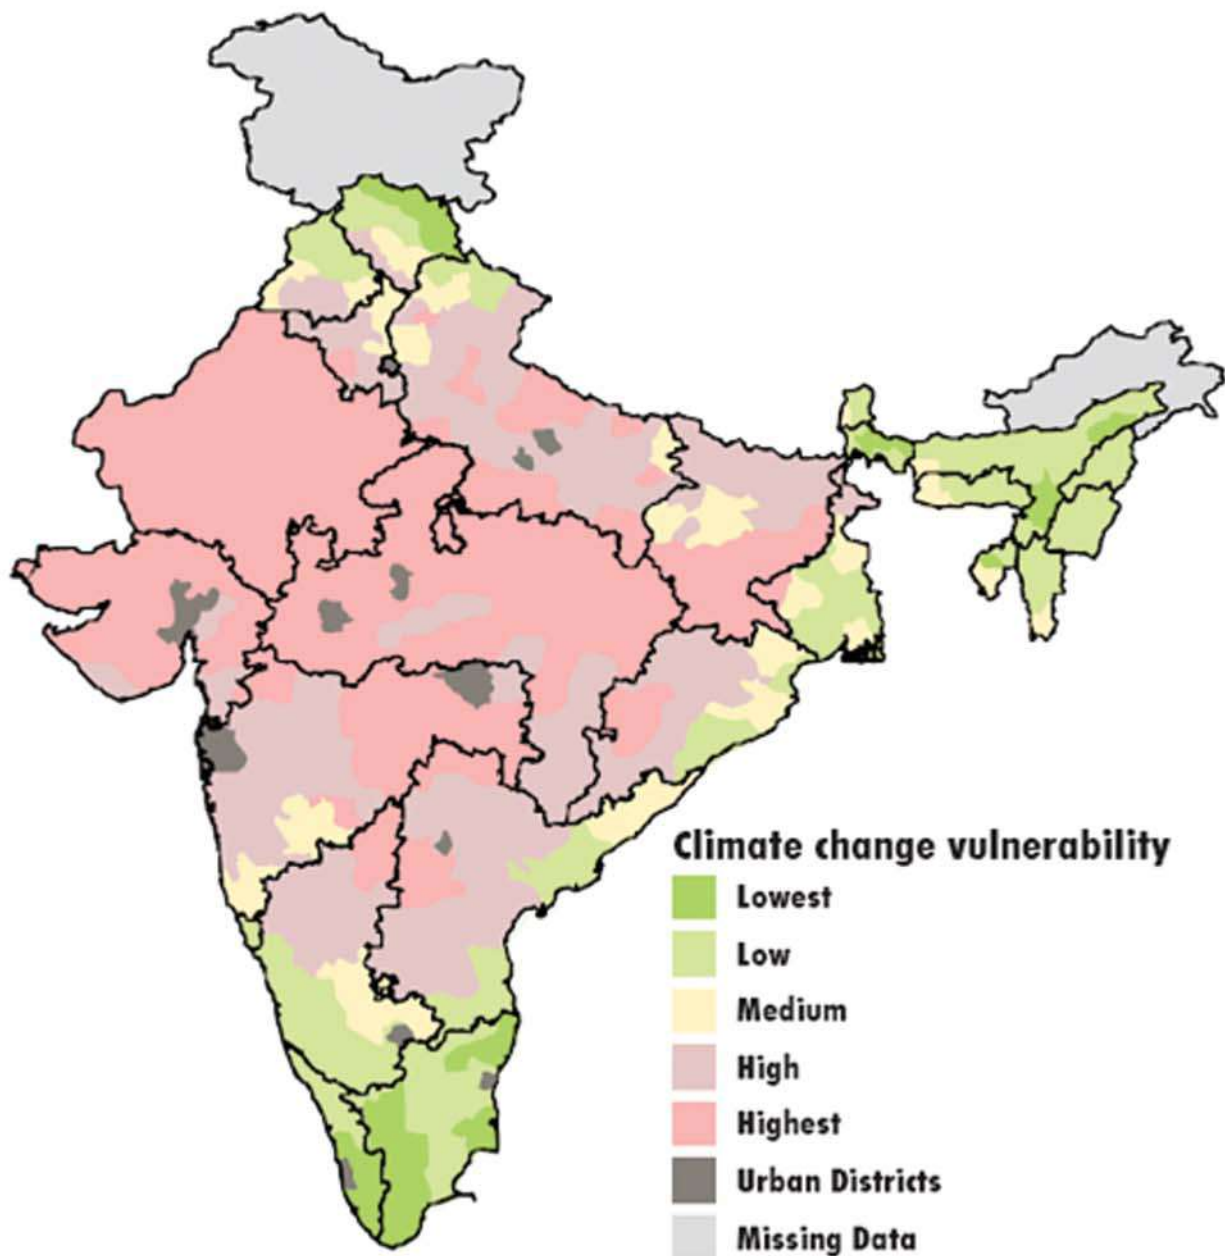 Climate change vulnerability
Lowest
Low
Medium
High
Highest
Urban Districts
Missing Data